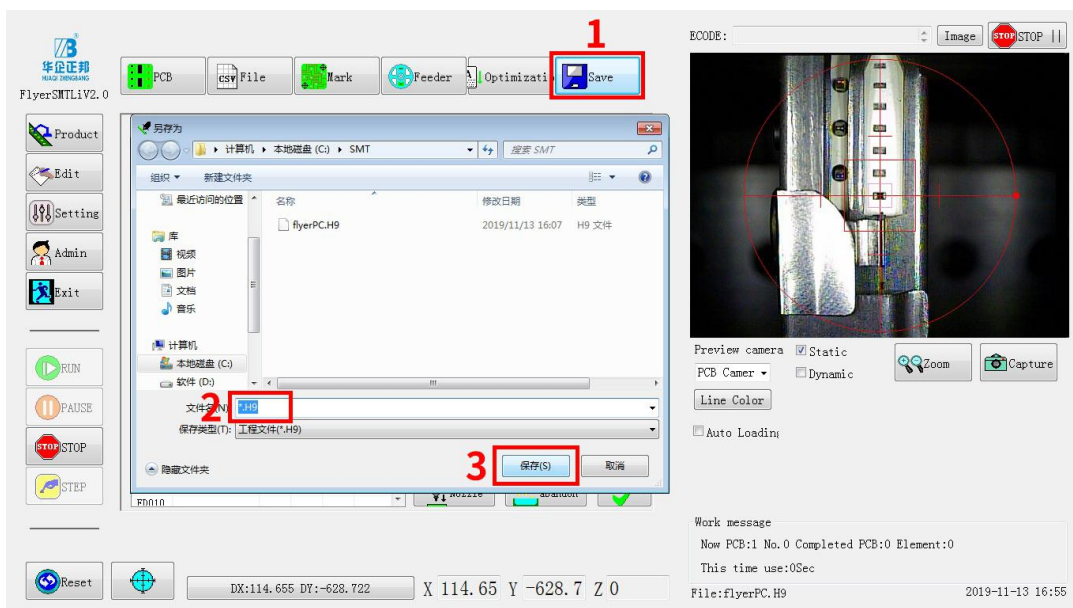 1
华企正邦
HUAQI ZHENGBANG
FlyerSMTLiV2.0
PCB
CSV File
Mark
Feeder
Optimizati
Save
ECODE:
Image
STOP STOP ||
Product
Edit
Setting
Admin
Exit
RUN
PAUSE
STOP STOP
STEP
Reset
另存为
计算机 本地磁盘 (C:) SMT
搜索 SMT
组织 新建文件夹
最近访问的位置
库
视频
图片
文档
音乐
计算机
本地磁盘 (C:)
软件 (D:)
名称 修改日期 类型
flyerPC.H9 2019/11/13 16:07 H9 文件
2
文件名(N): *.H9
保存类型(T): 工程文件(*.H9)
隐藏文件夹
3
保存(S) 取消
FD010
Nozzle
abandon
Preview camera
Static
PCB Camer
Dynamic
Zoom
Capture
Line Color
Auto Loading
Work message
Now PCB:1 No.0 Completed PCB:0 Element:0
This time use:0Sec
DX:114.655 DY:-628.722
X 114.65 Y -628.7 Z 0
File:flyerPC.H9
2019-11-13 16:55